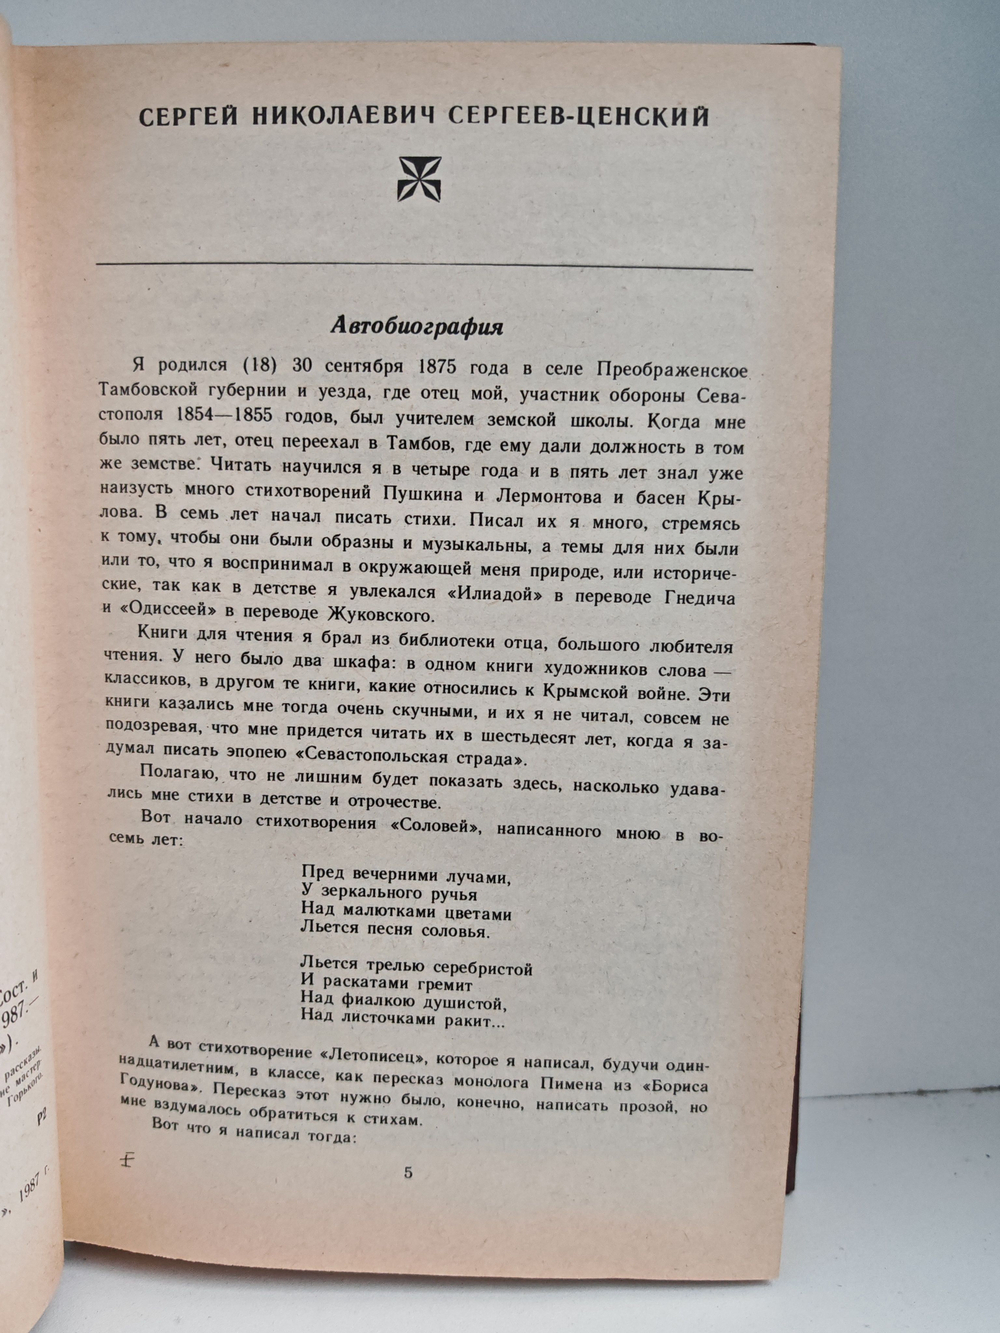 СЕРГЕЙ НИКОЛАЕВИЧ СЕРГЕЕВ-ЦЕНСКИЙ
Автобиография
Я родился (18) 30 сентября 1875 года в селе Преображенское
Тамбовской губернии и уезда, где отец мой, участник обороны Сева-
стополя 1854—1855 годов, был учителем земской школы. Когда мне
было пять лет, отец переехал в Тамбов, где ему дали должность в том
же земстве. Читать научился я в четыре года и в пять лет знал уже
наизусть много стихотворений Пушкина и Лермонтова и басен Кры-
лова. В семь лет начал писать стихи. Писал их я много, стремясь
к тому, чтобы они были образны и музыкальны, а темы для них были
или то, что я воспринимал в окружающей меня природе, или историче-
ские, так как в детстве я увлекался «Илиадой» в переводе Гнедича
и «Одиссеей» в переводе Жуковского.
Книги для чтения я брал из библиотеки отца, большого любителя
чтения. У него было два шкафа: в одном книги художников слова —
классиков, в другом те книги, какие относились к Крымской войне. Эти
книги казались мне тогда очень скучными, и их я не читал, совсем не
подозревая, что мне придется читать их в шестьдесят лет, когда я за-
думал писать эпопею «Севастопольская страда».
Полагаю, что не лишним будет показать здесь, насколько удава-
лись мне стихи в детстве и отрочестве.
Вот начало стихотворения «Соловей», написанного мною в во-
семь лет:
Пред вечерними лучами,
У зеркального ручья
Над малютками цветами
Льется песня соловья.
Льется трелью серебристой
И раскатами гремит
Над фиалкою душистой,
Над листочками ракит...
А вот стихотворение «Летописец», которое я написал, будучи один-
надцатилетним, в классе, как пересказ монолога Пимена из «Бориса
Годунова». Пересказ этот нужно было, конечно, написать прозой, но
мне вздумалось обратиться к стихам.
Вот что я написал тогда:
5
Сост. и
987.—
»).
рассказы
мастер
Горького.
», 1987 г.